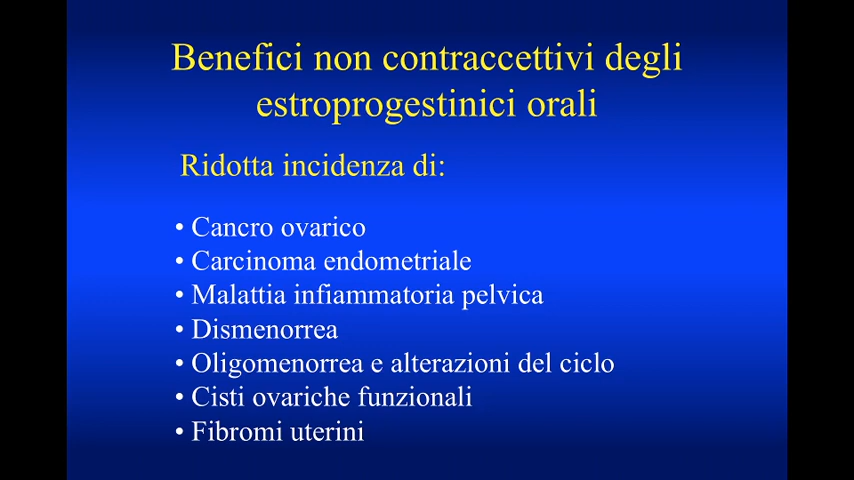 Benefici non contraccettivi degli
estroprogestinici orali
Ridotta incidenza di:
• Cancro ovarico
• Carcinoma endometriale
• Malattia infiammatoria pelvica
• Dismenorrea
• Oligomenorrea e alterazioni del ciclo
• Cisti ovariche funzionali
• Fibromi uterini